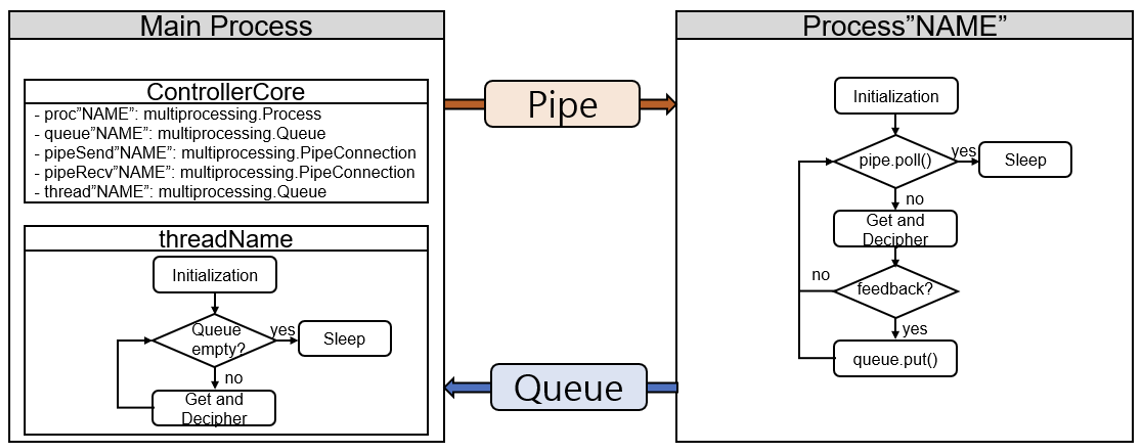 Main Process
ControllerCore
- proc”NAME”: multiprocessing.Process
- queue”NAME”: multiprocessing.Queue
- pipeSend”NAME”: multiprocessing.PipeConnection
- pipeRecv”NAME”: multiprocessing.PipeConnection
- thread”NAME”: multiprocessing.Queue
threadName
Initialization
Queue
empty?
yes
Sleep
no
Get and
Decipher
Pipe
Queue
Process”NAME”
Initialization
pipe.poll()
yes
Sleep
no
Get and
Decipher
feedback?
no
yes
queue.put()